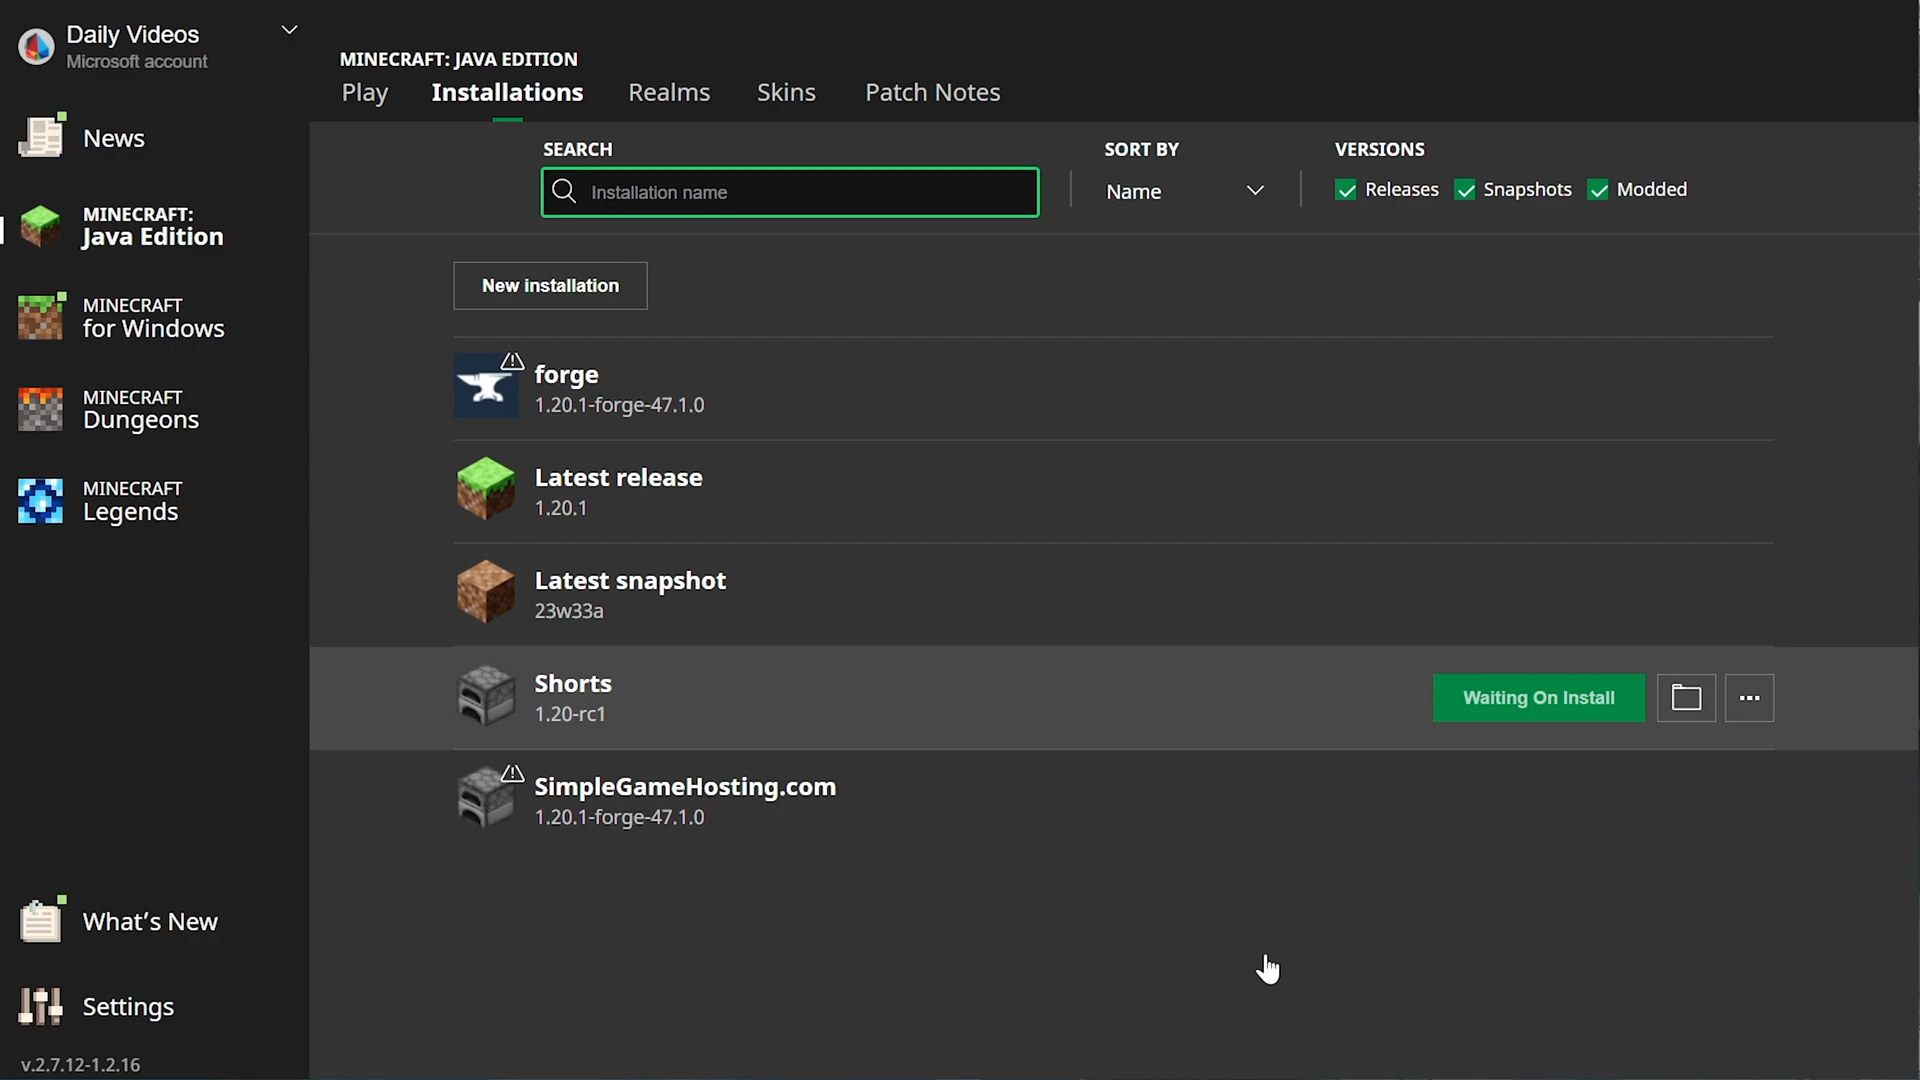 Daily Videos
Microsoft account
News
MINECRAFT:
Java Edition
MINECRAFT
for Windows
MINECRAFT
Dungeons
MINECRAFT
Legends
What's New
Settings
v.2.7.12-1.2.16
MINECRAFT: JAVA EDITION
Play Installations Realms Skins Patch Notes
SEARCH SORT BY VERSIONS
Installation name Name Releases Snapshots Modded
New installation
forge
1.20.1-forge-47.1.0
Latest release
1.20.1
Latest snapshot
23w33a
Shorts
1.20-rc1
Waiting On Install
SimpleGameHosting.com
1.20.1-forge-47.1.0